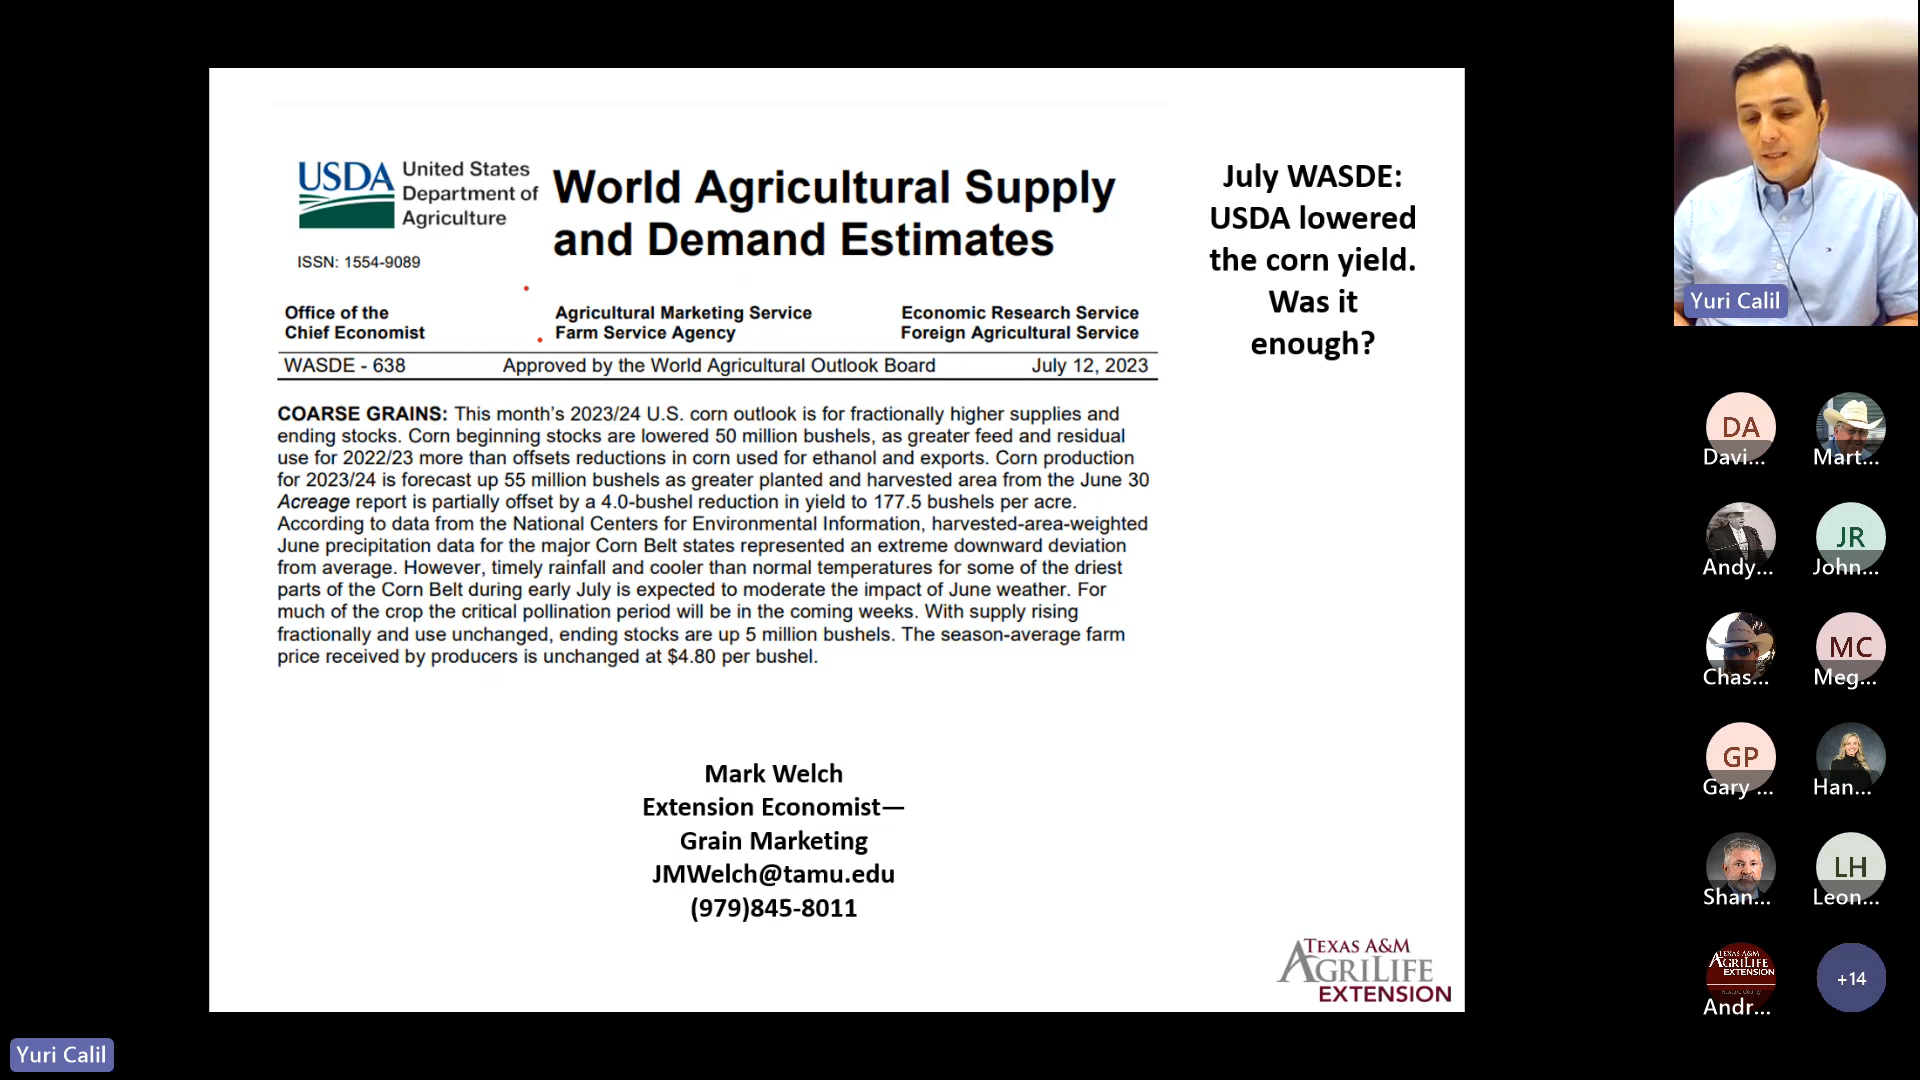 USDA
United States
Department of
Agriculture
World Agricultural Supply
and Demand Estimates
ISSN: 1554-9089
Office of the
Chief Economist
Agricultural Marketing Service
Farm Service Agency
Economic Research Service
Foreign Agricultural Service
WASDE - 638 Approved by the World Agricultural Outlook Board July 12, 2023
COARSE GRAINS: This month's 2023/24 U.S. corn outlook is for fractionally higher supplies and
ending stocks. Corn beginning stocks are lowered 50 million bushels, as greater feed and residual
use for 2022/23 more than offsets reductions in corn used for ethanol and exports. Corn production
for 2023/24 is forecast up 55 million bushels as greater planted and harvested area from the June 30
Acreage report is partially offset by a 4.0-bushel reduction in yield to 177.5 bushels per acre.
According to data from the National Centers for Environmental Information, harvested-area-weighted
June precipitation data for the major Corn Belt states represented an extreme downward deviation
from average. However, timely rainfall and cooler than normal temperatures for some of the driest
parts of the Corn Belt during early July is expected to moderate the impact of June weather. For
much of the crop the critical pollination period will be in the coming weeks. With supply rising
fractionally and use unchanged, ending stocks are up 5 million bushels. The season-average farm
price received by producers is unchanged at $4.80 per bushel.
July WASDE:
USDA lowered
the corn yield.
Was it
enough?
Mark Welch
Extension Economist—
Grain Marketing
JMWelch@tamu.edu
(979)845-8011
TEXAS A&M
AGRILIFE
EXTENSION
Yuri Calil
DA
Davi...
Mart...
Andy...
JR
John...
Chas...
MC
Meg...
GP
Gary ...
Han...
Shan...
LH
Leon...
TEXAS A&M
AGRILIFE
EXTENSION
Andr...
+14
Yuri Calil